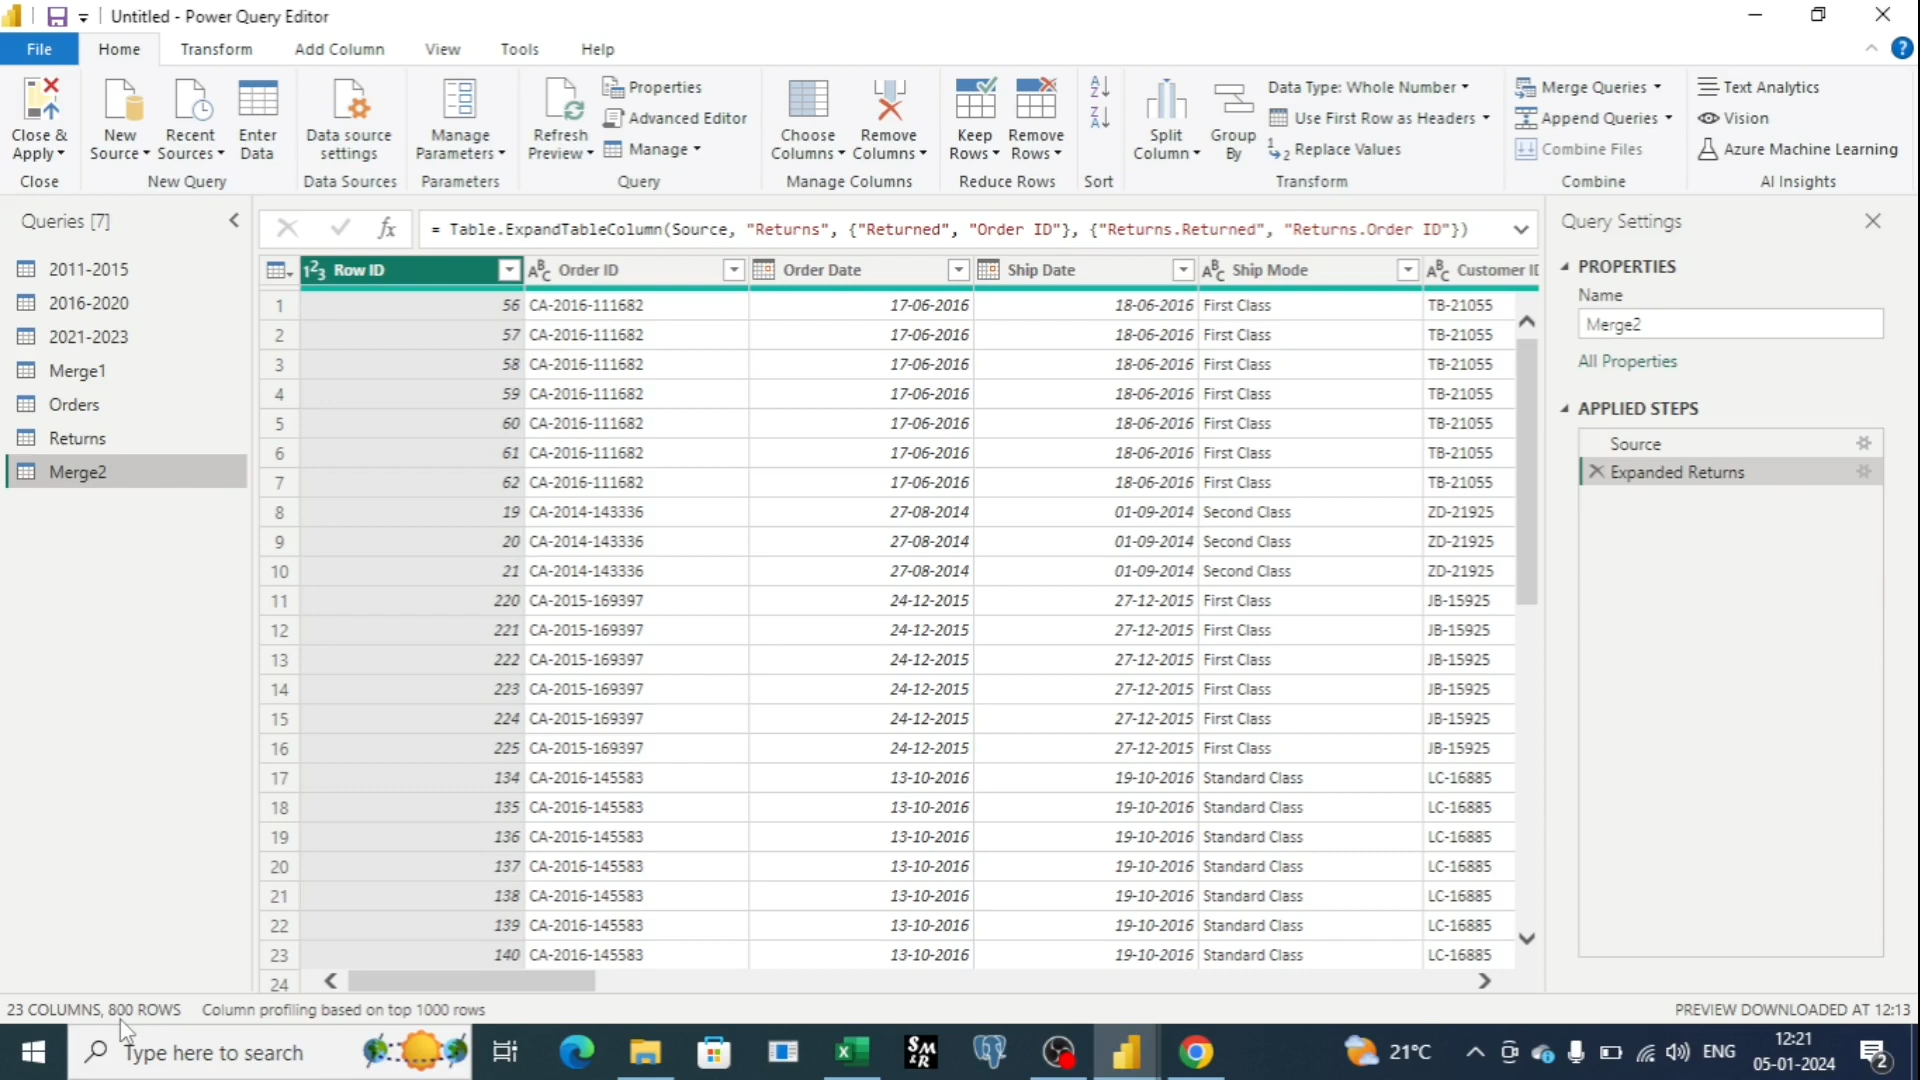 Untitled - Power Query Editor
File Home Transform Add Column View Tools Help ?
Close & Apply
New Source
Recent Sources
Enter Data
Data source settings
Manage Parameters
Refresh Preview
Properties
Advanced Editor
Manage
Choose Columns
Remove Columns
Keep Rows
Remove Rows
A Z
Z A
Split Column
Group By
Data Type: Whole Number
Use First Row as Headers
1 2 Replace Values
Merge Queries
Append Queries
Combine Files
Text Analytics
Vision
Azure Machine Learning
Close New Query Data Sources Parameters Query Manage Columns Reduce Rows Sort Transform Combine AI Insights
Queries [7]
2011-2015
2016-2020
2021-2023
Merge1
Orders
Returns
Merge2
fx = Table.ExpandTableColumn(Source, "Returns", {"Returned", "Order ID"}, {"Returns.Returned", "Returns.Order ID"})
123 Row ID ABC Order ID Order Date Ship Date ABC Ship Mode ABC Customer ID
1 56 CA-2016-111682 17-06-2016 18-06-2016 First Class TB-21055
2 57 CA-2016-111682 17-06-2016 18-06-2016 First Class TB-21055
3 58 CA-2016-111682 17-06-2016 18-06-2016 First Class TB-21055
4 59 CA-2016-111682 17-06-2016 18-06-2016 First Class TB-21055
5 60 CA-2016-111682 17-06-2016 18-06-2016 First Class TB-21055
6 61 CA-2016-111682 17-06-2016 18-06-2016 First Class TB-21055
7 62 CA-2016-111682 17-06-2016 18-06-2016 First Class TB-21055
8 19 CA-2014-143336 27-08-2014 01-09-2014 Second Class ZD-21925
9 20 CA-2014-143336 27-08-2014 01-09-2014 Second Class ZD-21925
10 21 CA-2014-143336 27-08-2014 01-09-2014 Second Class ZD-21925
11 220 CA-2015-169397 24-12-2015 27-12-2015 First Class JB-15925
12 221 CA-2015-169397 24-12-2015 27-12-2015 First Class JB-15925
13 222 CA-2015-169397 24-12-2015 27-12-2015 First Class JB-15925
14 223 CA-2015-169397 24-12-2015 27-12-2015 First Class JB-15925
15 224 CA-2015-169397 24-12-2015 27-12-2015 First Class JB-15925
16 225 CA-2015-169397 24-12-2015 27-12-2015 First Class JB-15925
17 134 CA-2016-145583 13-10-2016 19-10-2016 Standard Class LC-16885
18 135 CA-2016-145583 13-10-2016 19-10-2016 Standard Class LC-16885
19 136 CA-2016-145583 13-10-2016 19-10-2016 Standard Class LC-16885
20 137 CA-2016-145583 13-10-2016 19-10-2016 Standard Class LC-16885
21 138 CA-2016-145583 13-10-2016 19-10-2016 Standard Class LC-16885
22 139 CA-2016-145583 13-10-2016 19-10-2016 Standard Class LC-16885
23 140 CA-2016-145583 13-10-2016 19-10-2016 Standard Class LC-16885
24
Query Settings
PROPERTIES
Name
Merge2
All Properties
APPLIED STEPS
Source
Expanded Returns
23 COLUMNS, 800 ROWS Column profiling based on top 1000 rows PREVIEW DOWNLOADED AT 12:13
Type here to search
SM
&R
21°C
ENG
12:21
05-01-2024
2